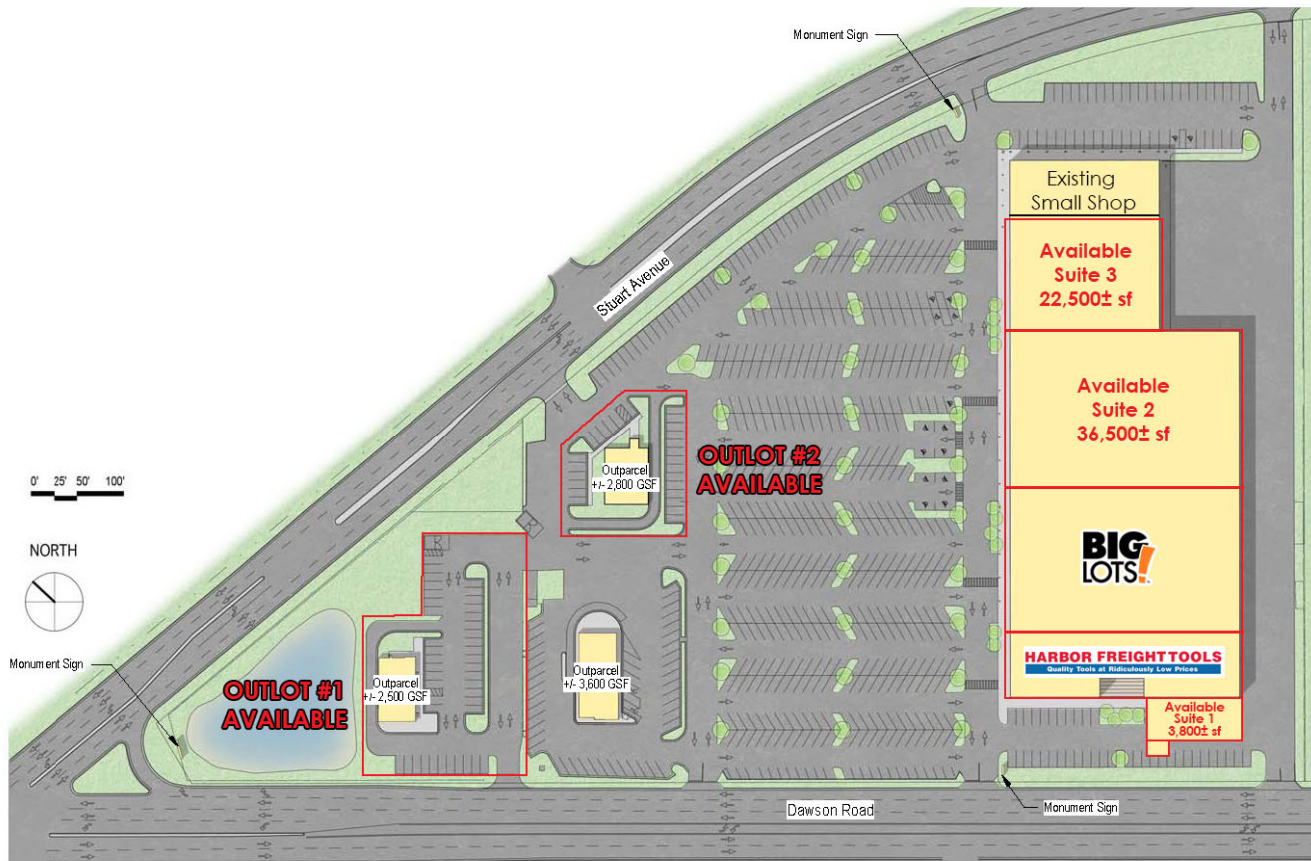 Monument Sign
Existing
Small Shop
Available
Suite 3
22,500± sf
Stuart Avenue
Available
Suite 2
36,500± sf
OUTLOT #2
AVAILABLE
Outparcel
+/- 2,800 GSF
0' 25' 50' 100'
NORTH
BIG
LOTS!
Monument Sign
OUTLOT #1
AVAILABLE
Outparcel
+/- 2,500 GSF
Outparcel
+/- 3,600 GSF
HARBOR FREIGHT TOOLS
Quality Tools at Ridiculously Low Prices
Available
Suite 1
3,800± sf
Dawson Road
Monument Sign